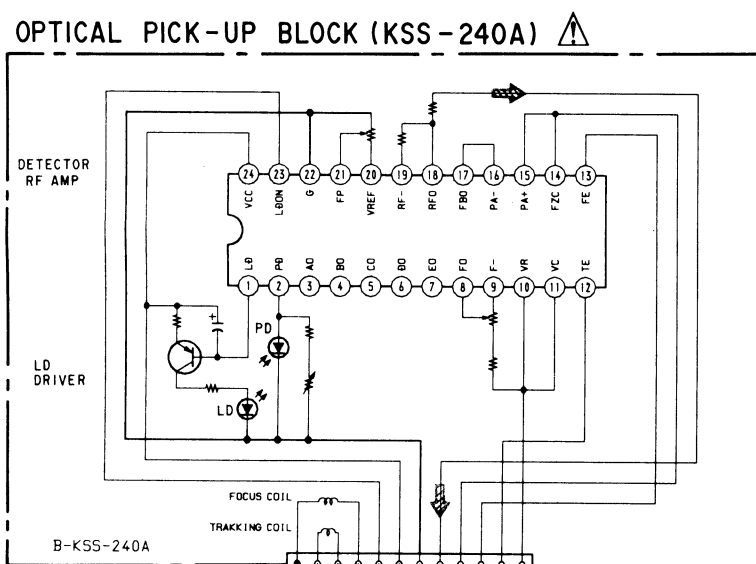 OPTICAL PICK-UP BLOCK (KSS-240A)
DETECTOR
RF AMP
24 23 22 21 20 19 18 17 16 15 14 13
VCC LDON G FP VREF RF- RFO FBO PA- PA+ FZC FE
LD PD AO BO CO DO EO FO F- VR VC TE
1 2 3 4 5 6 7 8 9 10 11 12
+
PD
LD
DRIVER
LD
FOCUS COIL
TRAKKING COIL
B-KSS-240A